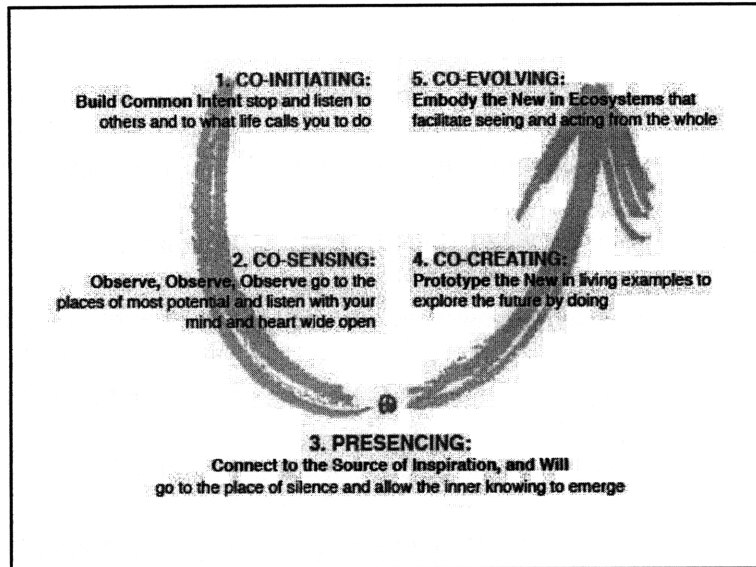 1. CO-INITIATING:
Build Common Intent stop and listen to
others and to what life calls you to do
2. CO-SENSING:
Observe, Observe, Observe go to the
places of most potential and listen with your
mind and heart wide open
3. PRESENCING:
Connect to the Source of Inspiration, and Will
go to the place of silence and allow the inner knowing to emerge
4. CO-CREATING:
Prototype the New in living examples to
explore the future by doing
5. CO-EVOLVING:
Embody the New in Ecosystems that
facilitate seeing and acting from the whole